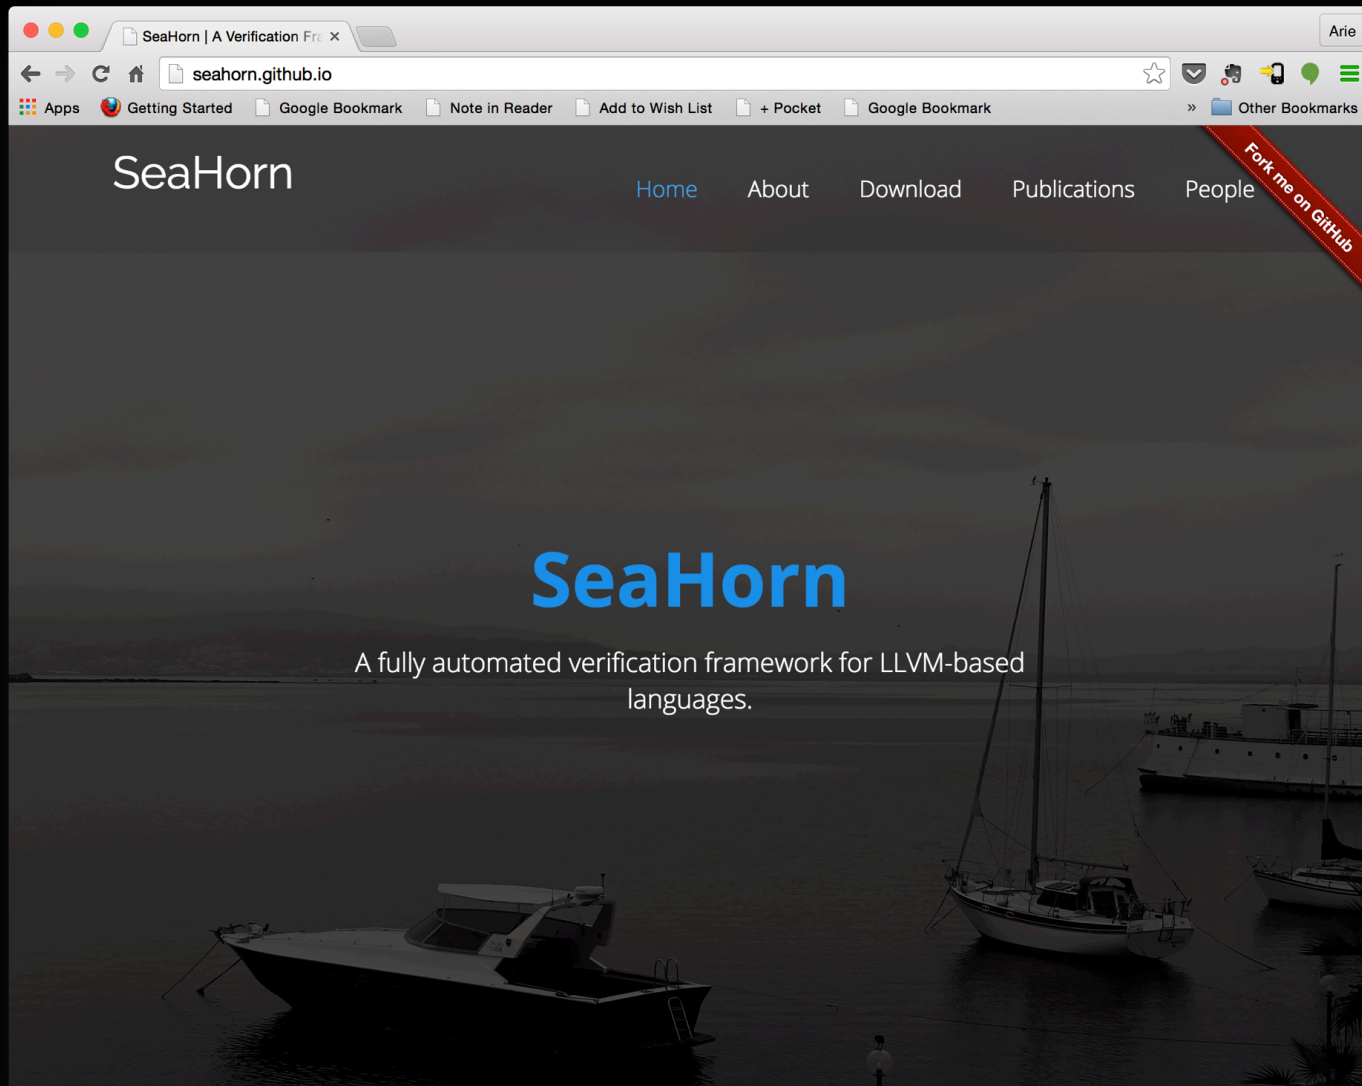 SeaHorn | A Verification Fra
Arie
seahorn.github.io
Apps
Getting Started
Google Bookmark
Note in Reader
Add to Wish List
+ Pocket
Google Bookmark
»
Other Bookmarks
SeaHorn
Home
About
Download
Publications
People
Fork me on GitHub
SeaHorn
A fully automated verification framework for LLVM-based
languages.